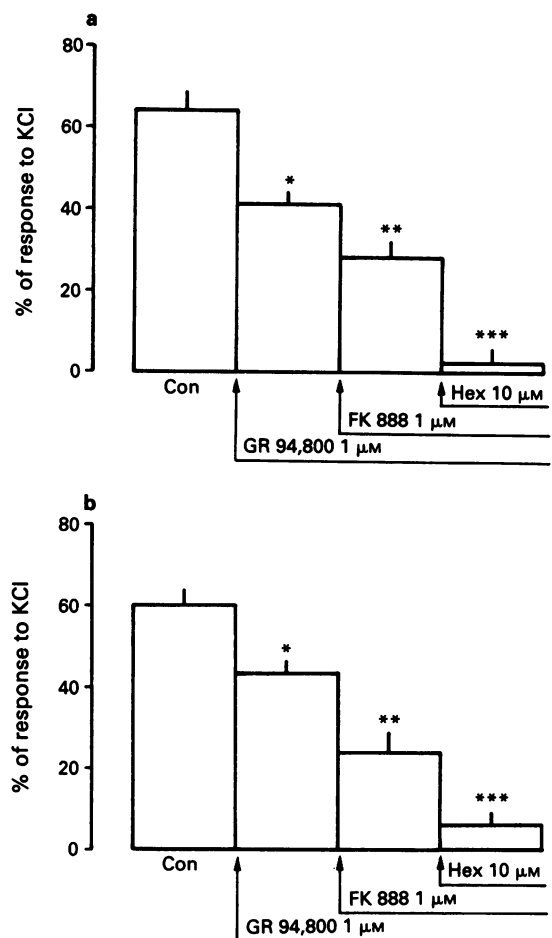 a
% of response to KCl
80
60
40
20
0
*
**
***
Con
Hex 10 μM
FK 888 1 μM
GR 94,800 1 μM
b
% of response to KCl
80
60
40
20
0
*
**
***
Con
Hex 10 μM
FK 888 1 μM
GR 94,800 1 μM